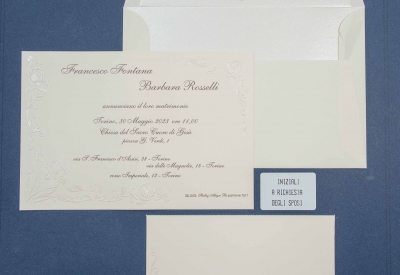 Francesco Fontana
Barbara Rosselli
annunciano il loro matrimonio
Torino, 20 Maggio 2023 ore 11,00
Chiesa del Sacro Cuore di Gesù
piazza G. Verdi, 1
via S. Francesco d'Assisi, 18 - Torino
via delle Magnolie, 18 - Torino
corso Imperiale, 13 - Torino
INIZIALI
A RICHIESTA
DEGLI SPOSI